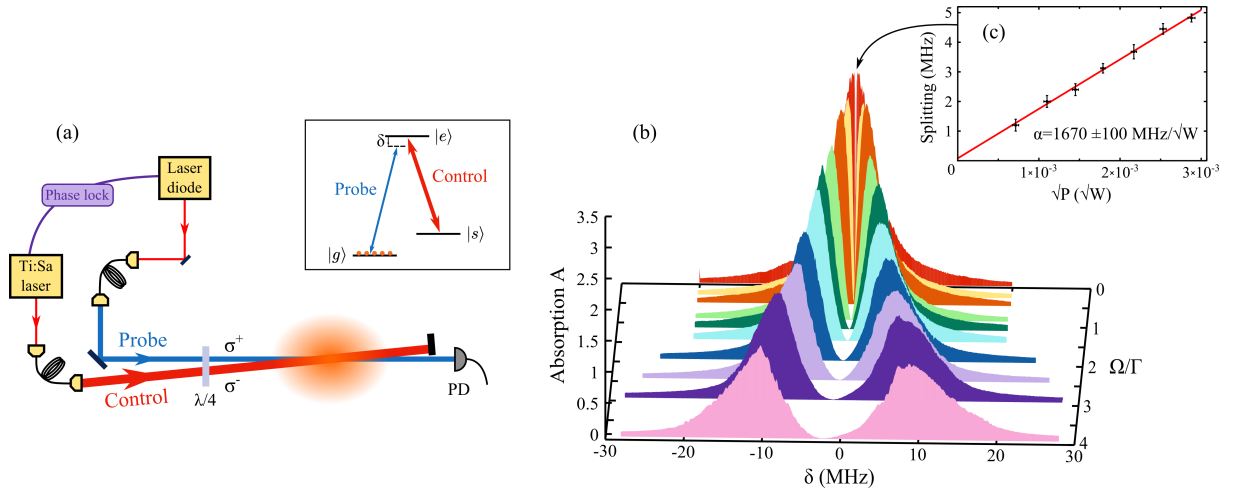 (a)
Laser
diode
Phase lock
Ti:Sa
laser
Probe
Control
σ⁺
σ⁻
λ/4
PD
δ
|e⟩
Probe
Control
|s⟩
|g⟩
(b)
Absorption A
3.5
3
2.5
2
1.5
1
0.5
0
-30
-20
-10
0
10
20
30
δ (MHz)
0
1
2
3
4
Ω/Γ
(c)
Splitting (MHz)
5
4
3
2
1
α=1670 ±100 MHz/√W
1×10⁻³
2×10⁻³
3×10⁻³
√P (√W)